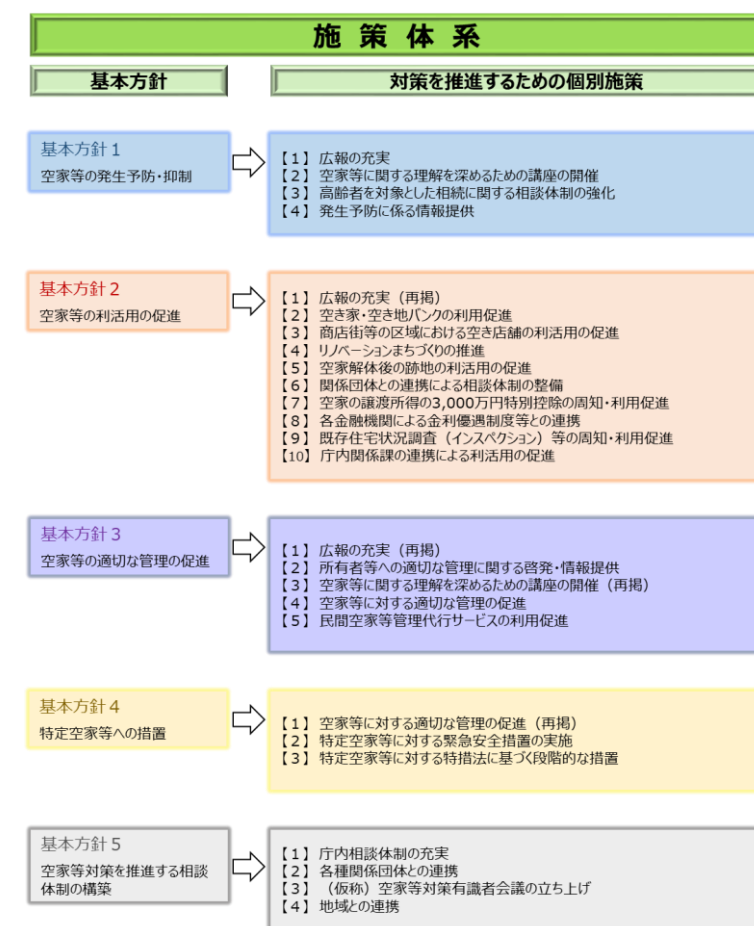 施 策 体 系
基本方針
対策を推進するための個別施策
基本方針１
空家等の発生予防・抑制
【１】広報の充実
【２】空家等に関する理解を深めるための講座の開催
【３】高齢者を対象とした相続に関する相談体制の強化
【４】発生予防に係る情報提供
基本方針２
空家等の利活用の促進
【１】広報の充実（再掲）
【２】空き家・空き地バンクの利用促進
【３】商店街等の区域における空き店舗の利活用の促進
【４】リノベーションまちづくりの推進
【５】空家解体後の跡地の利活用の促進
【６】関係団体との連携による相談体制の整備
【７】空家の譲渡所得の3,000万円特別控除の周知・利用促進
【８】各金融機関による金利優遇制度等との連携
【９】既存住宅状況調査（インスペクション）等の周知・利用促進
【10】庁内関係課の連携による利活用の促進
基本方針３
空家等の適切な管理の促進
【１】広報の充実（再掲）
【２】所有者等への適切な管理に関する啓発・情報提供
【３】空家等に関する理解を深めるための講座の開催（再掲）
【４】空家等に対する適切な管理の促進
【５】民間空家等管理代行サービスの利用促進
基本方針４
特定空家等への措置
【１】空家等に対する適切な管理の促進（再掲）
【２】特定空家等に対する緊急安全措置の実施
【３】特定空家等に対する特措法に基づく段階的な措置
基本方針５
空家等対策を推進する相談
体制の構築
【１】庁内相談体制の充実
【２】各種関係団体との連携
【３】（仮称）空家等対策有識者会議の立ち上げ
【４】地域との連携